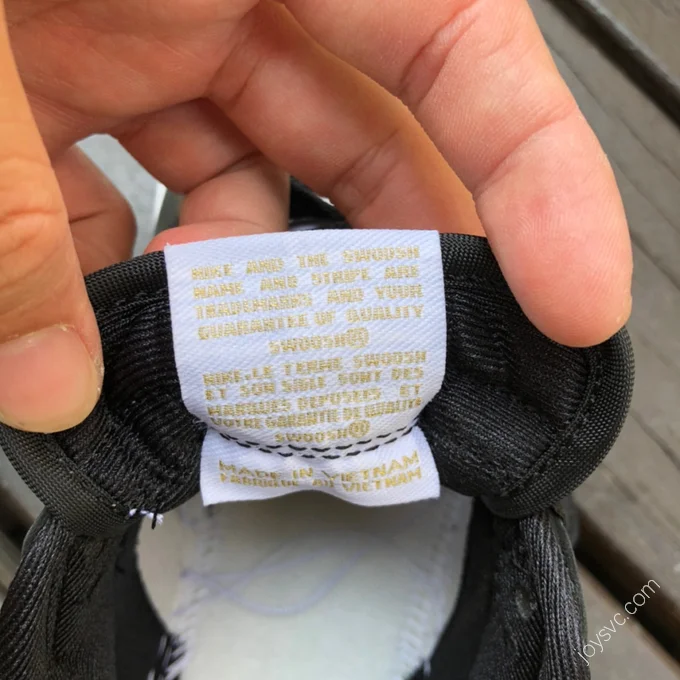 NIKE AND THE SWOOSH
NAME AND STRIPE ARE
TRADEMARKS AND YOUR
GUARANTEE OF QUALITY
SWOOSH®
NIKE.LE TERME SWOOSH
ET SON SIGLE SONT DES
MARQUES DEPOSEES ET
VOTRE GARANTIE DE QUALITE
SWOOSH®
MADE IN VIETNAM
FABRIQUE AU VIETNAM
joysvc.com